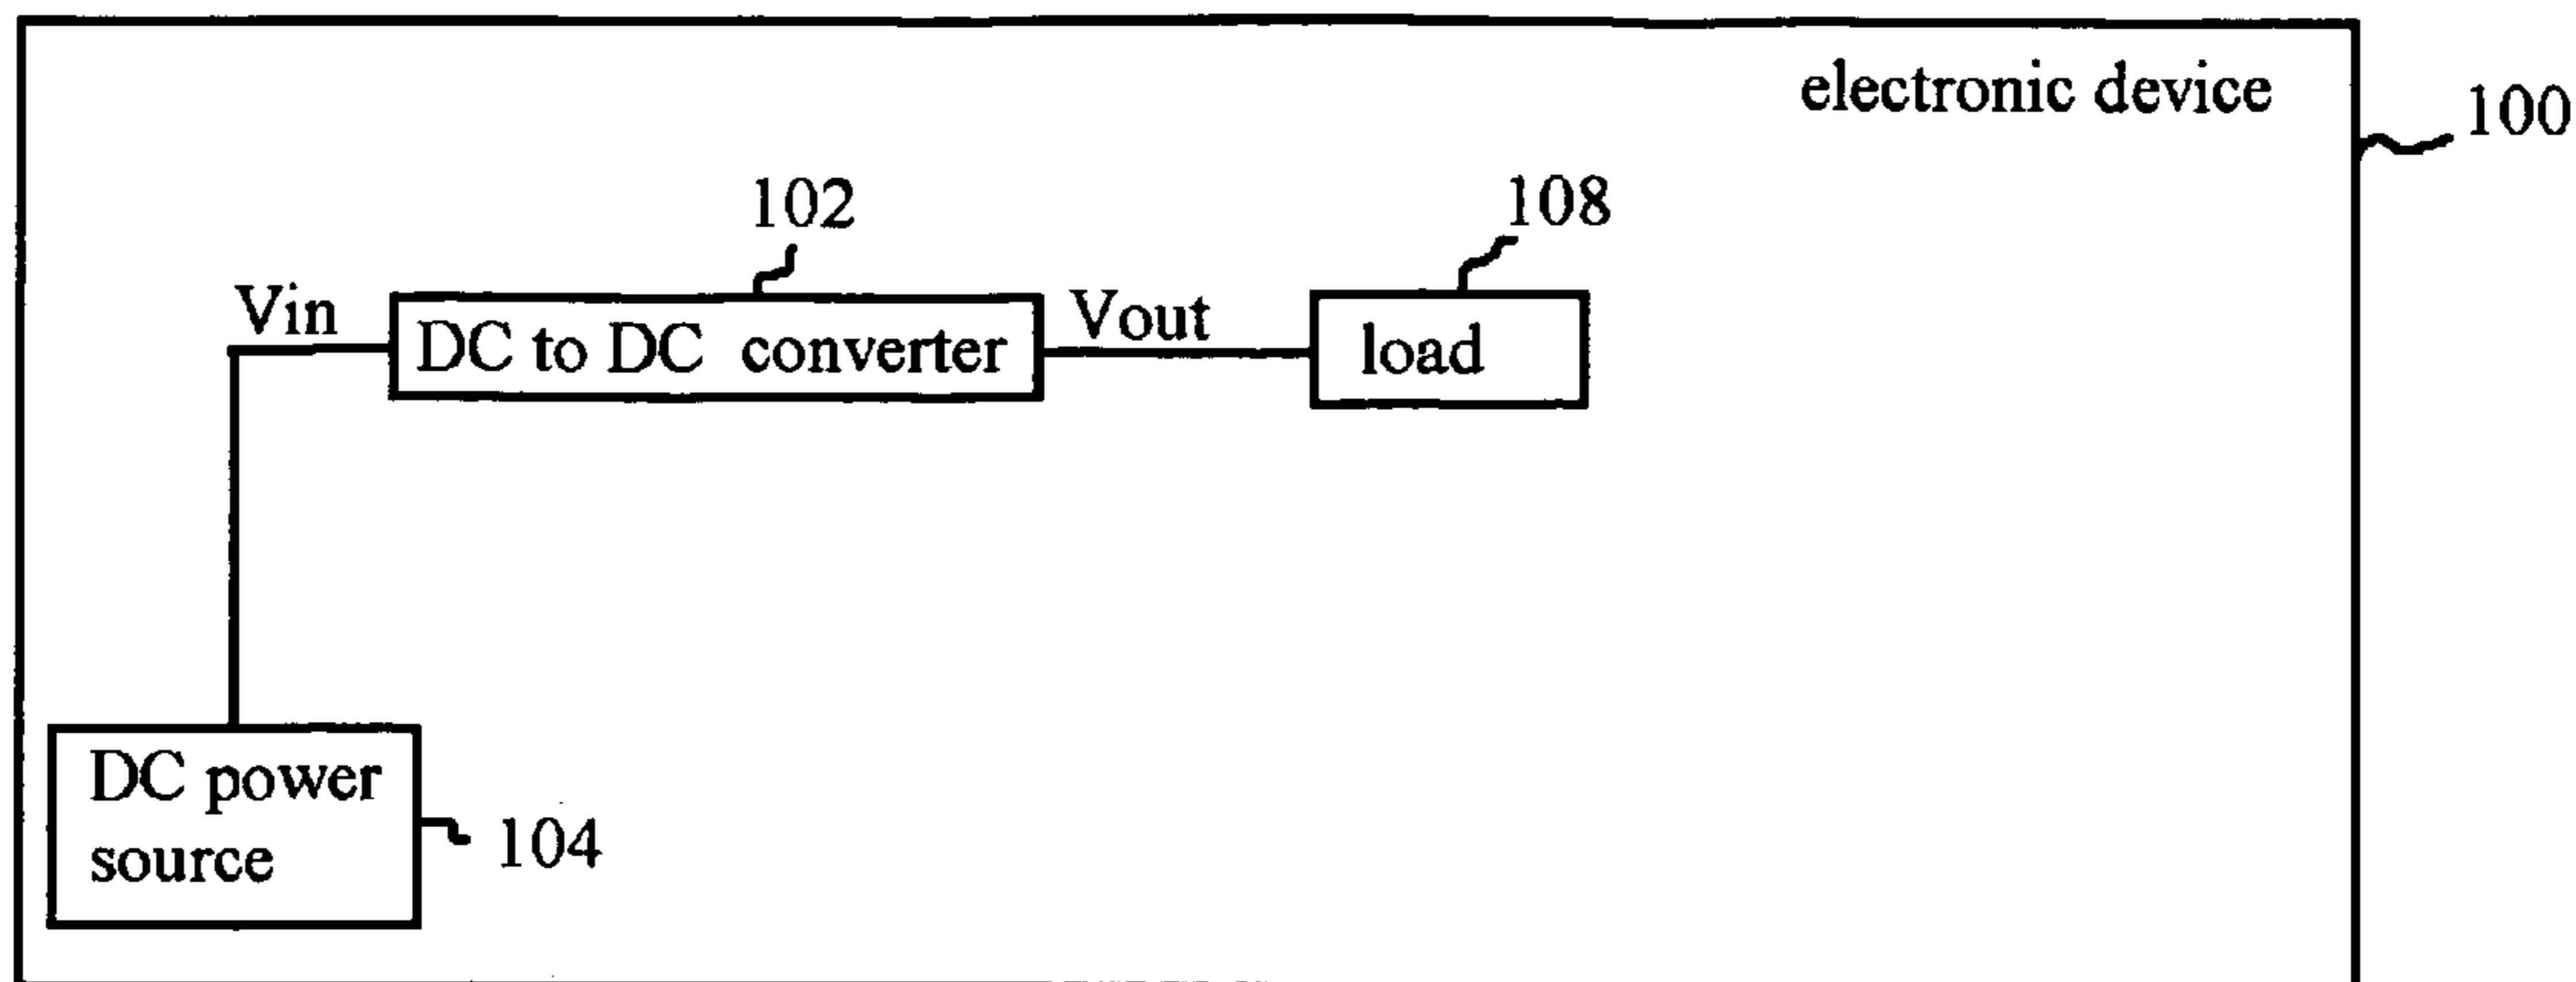 electronic device
100
102
108
Vin
DC to DC converter
Vout
load
DC power
source
104